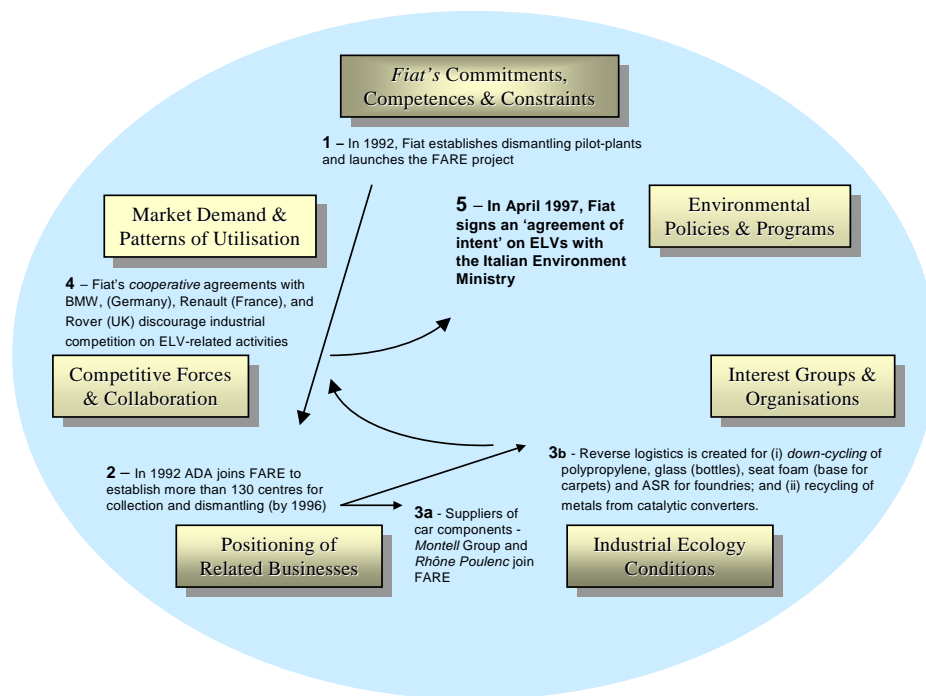 Fiat's Commitments,
Competences & Constraints
1 – In 1992, Fiat establishes dismantling pilot-plants
and launches the FARE project
Market Demand &
Patterns of Utilisation
5 – In April 1997, Fiat
signs an ‘agreement of
intent’ on ELVs with
the Italian Environment
Ministry
Environmental
Policies & Programs
4 – Fiat's cooperative agreements with
BMW, (Germany), Renault (France), and
Rover (UK) discourage industrial
competition on ELV-related activities
Competitive Forces
& Collaboration
Interest Groups &
Organisations
2 – In 1992 ADA joins FARE to
establish more than 130 centres for
collection and dismantling (by 1996)
3b - Reverse logistics is created for (i) down-cycling of
polypropylene, glass (bottles), seat foam (base for
carpets) and ASR for foundries; and (ii) recycling of
metals from catalytic converters.
3a - Suppliers of
car components -
Montell Group and
Rhône Poulenc join
FARE
Positioning of
Related Businesses
Industrial Ecology
Conditions